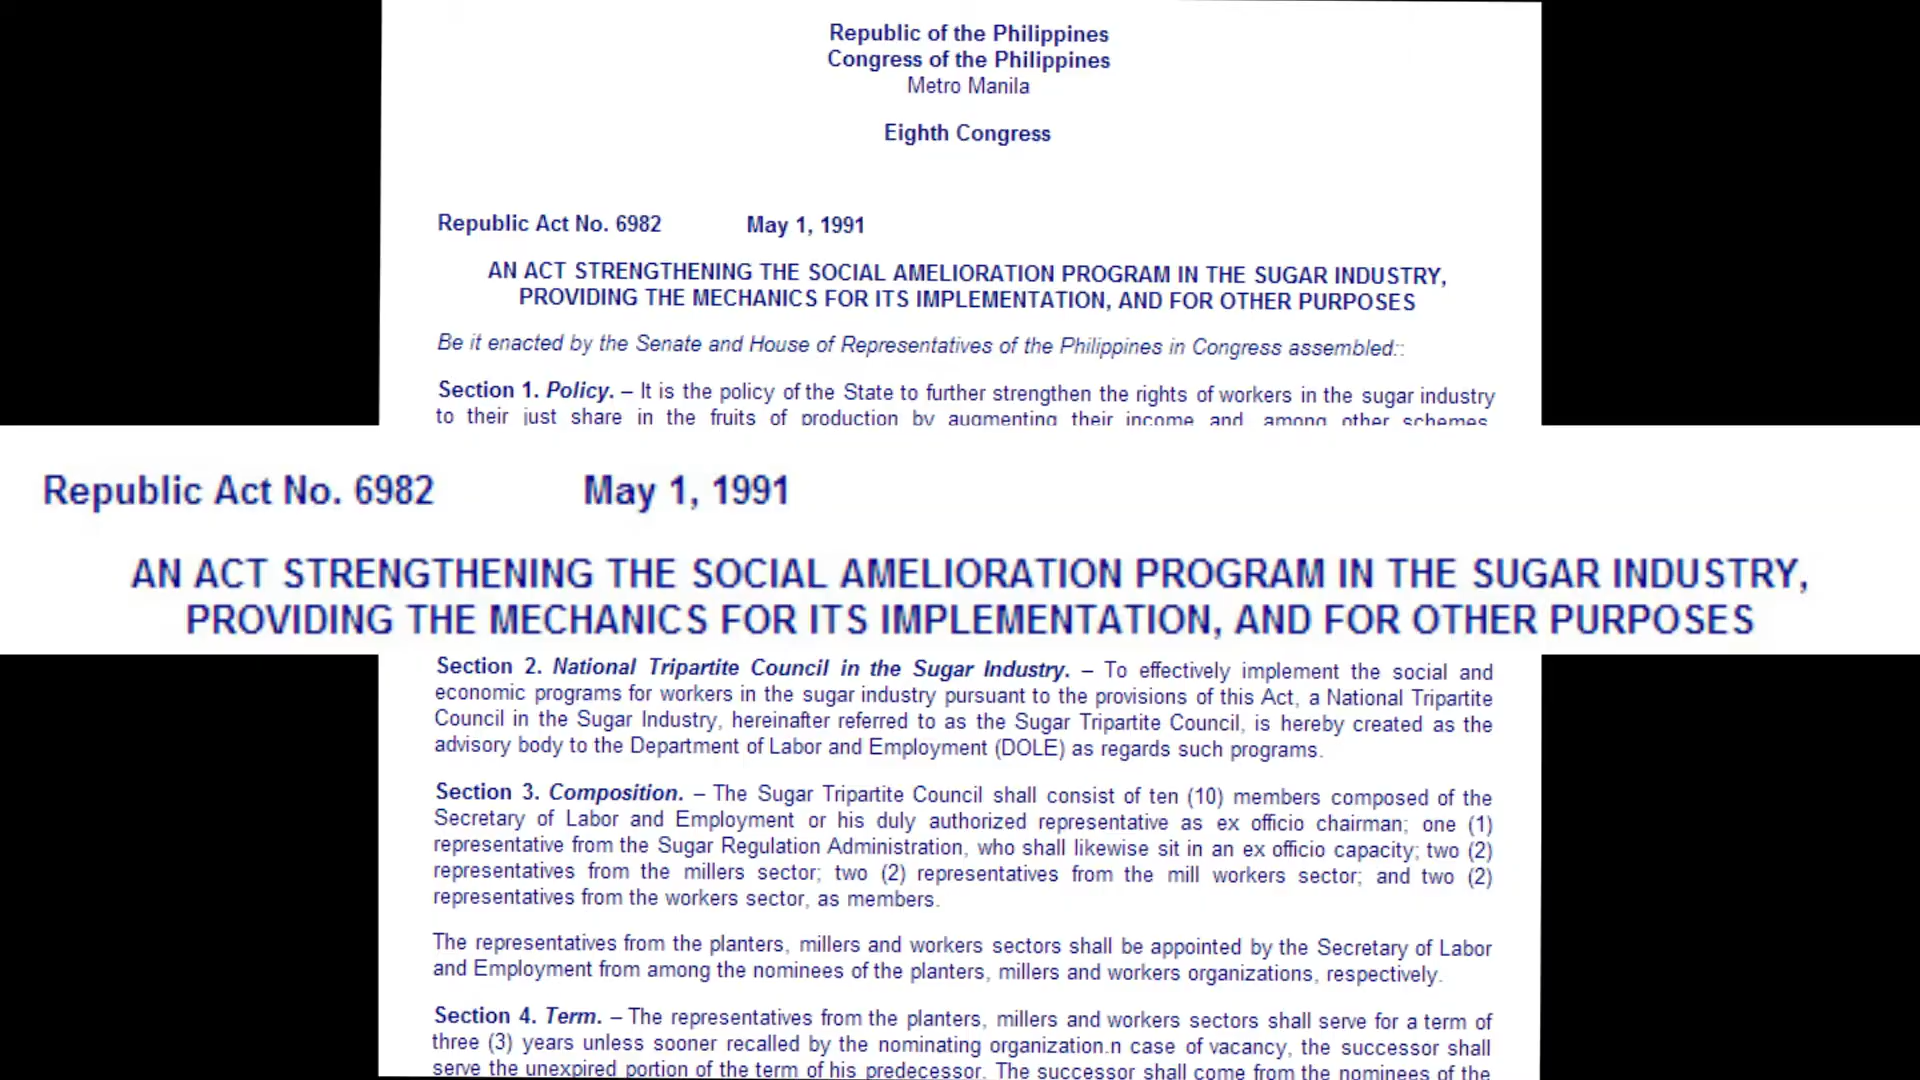 Republic of the Philippines
Congress of the Philippines
Metro Manila
Eighth Congress
Republic Act No. 6982 May 1, 1991
AN ACT STRENGTHENING THE SOCIAL AMELIORATION PROGRAM IN THE SUGAR INDUSTRY,
PROVIDING THE MECHANICS FOR ITS IMPLEMENTATION, AND FOR OTHER PURPOSES
Be it enacted by the Senate and House of Representatives of the Philippines in Congress assembled::
Section 1. Policy. – It is the policy of the State to further strengthen the rights of workers in the sugar industry
to their just share in the fruits of production by augmenting their income and, among other schemes,
Republic Act No. 6982 May 1, 1991
AN ACT STRENGTHENING THE SOCIAL AMELIORATION PROGRAM IN THE SUGAR INDUSTRY,
PROVIDING THE MECHANICS FOR ITS IMPLEMENTATION, AND FOR OTHER PURPOSES
Section 2. National Tripartite Council in the Sugar Industry. – To effectively implement the social and
economic programs for workers in the sugar industry pursuant to the provisions of this Act, a National Tripartite
Council in the Sugar Industry, hereinafter referred to as the Sugar Tripartite Council, is hereby created as the
advisory body to the Department of Labor and Employment (DOLE) as regards such programs.
Section 3. Composition. – The Sugar Tripartite Council shall consist of ten (10) members composed of the
Secretary of Labor and Employment or his duly authorized representative as ex officio chairman; one (1)
representative from the Sugar Regulation Administration, who shall likewise sit in an ex officio capacity; two (2)
representatives from the millers sector; two (2) representatives from the mill workers sector; and two (2)
representatives from the workers sector, as members.
The representatives from the planters, millers and workers sectors shall be appointed by the Secretary of Labor
and Employment from among the nominees of the planters, millers and workers organizations, respectively.
Section 4. Term. – The representatives from the planters, millers and workers sectors shall serve for a term of
three (3) years unless sooner recalled by the nominating organization.n case of vacancy, the successor shall
serve the unexpired portion of the term of his predecessor. The successor shall come from the nominees of the